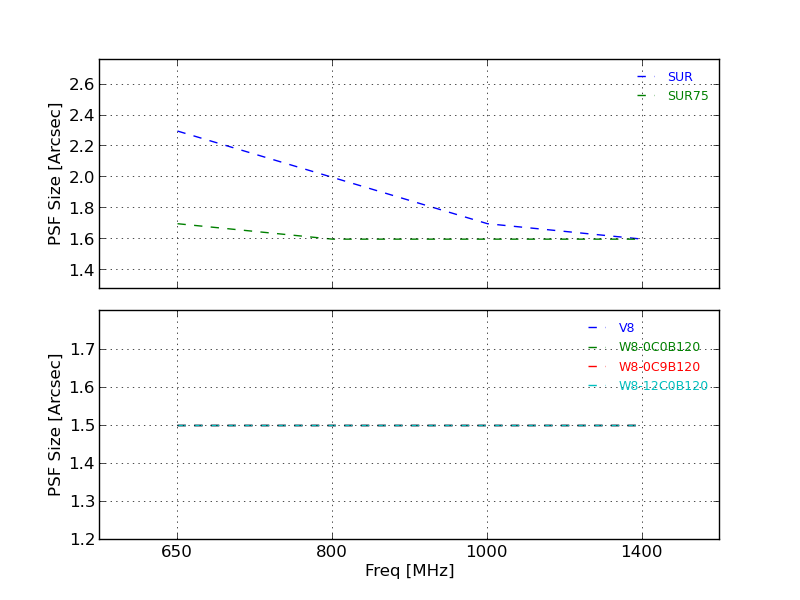 2.6
2.4
2.2
2.0
1.8
1.6
1.4
PSF Size [Arcsec]
SUR
SUR75
1.7
1.6
1.5
1.4
1.3
1.2
PSF Size [Arcsec]
V8
W8-0C0B120
W8-0C9B120
W8-12C0B120
650 800 1000 1400
Freq [MHz]